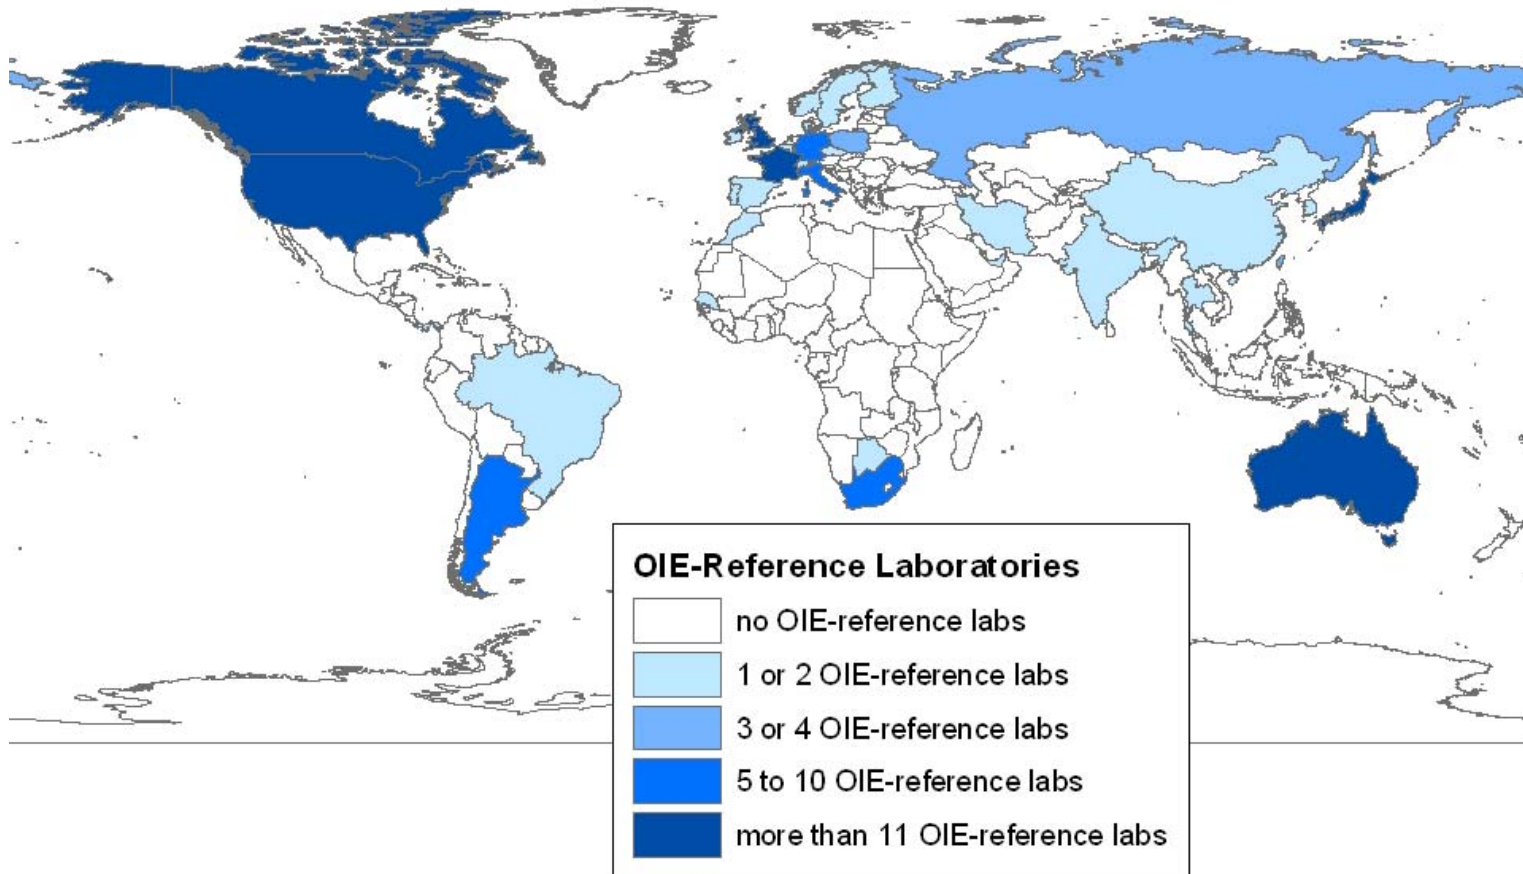 OIE-Reference Laboratories
no OIE-reference labs
1 or 2 OIE-reference labs
3 or 4 OIE-reference labs
5 to 10 OIE-reference labs
more than 11 OIE-reference labs